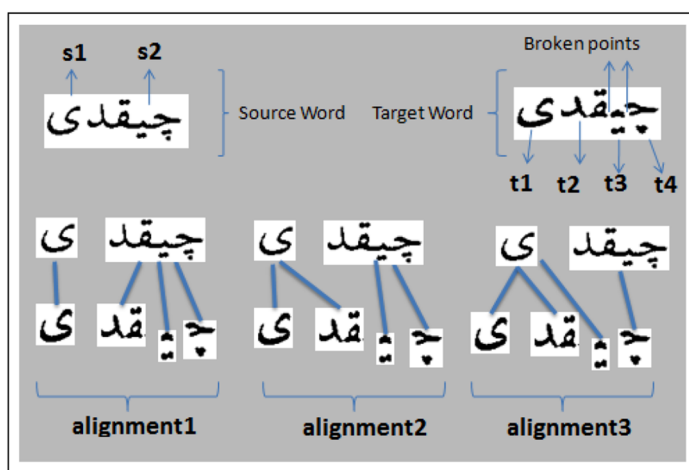 Broken points
s1 s2
چیقدی Source Word Target Word چیقدی
t1 t2 t3 t4
ی چیقد ی چیقد ی چیقد
ی قد ﯿ چ ی قد ﯿ چ ی قد ﯿ چ
alignment1 alignment2 alignment3